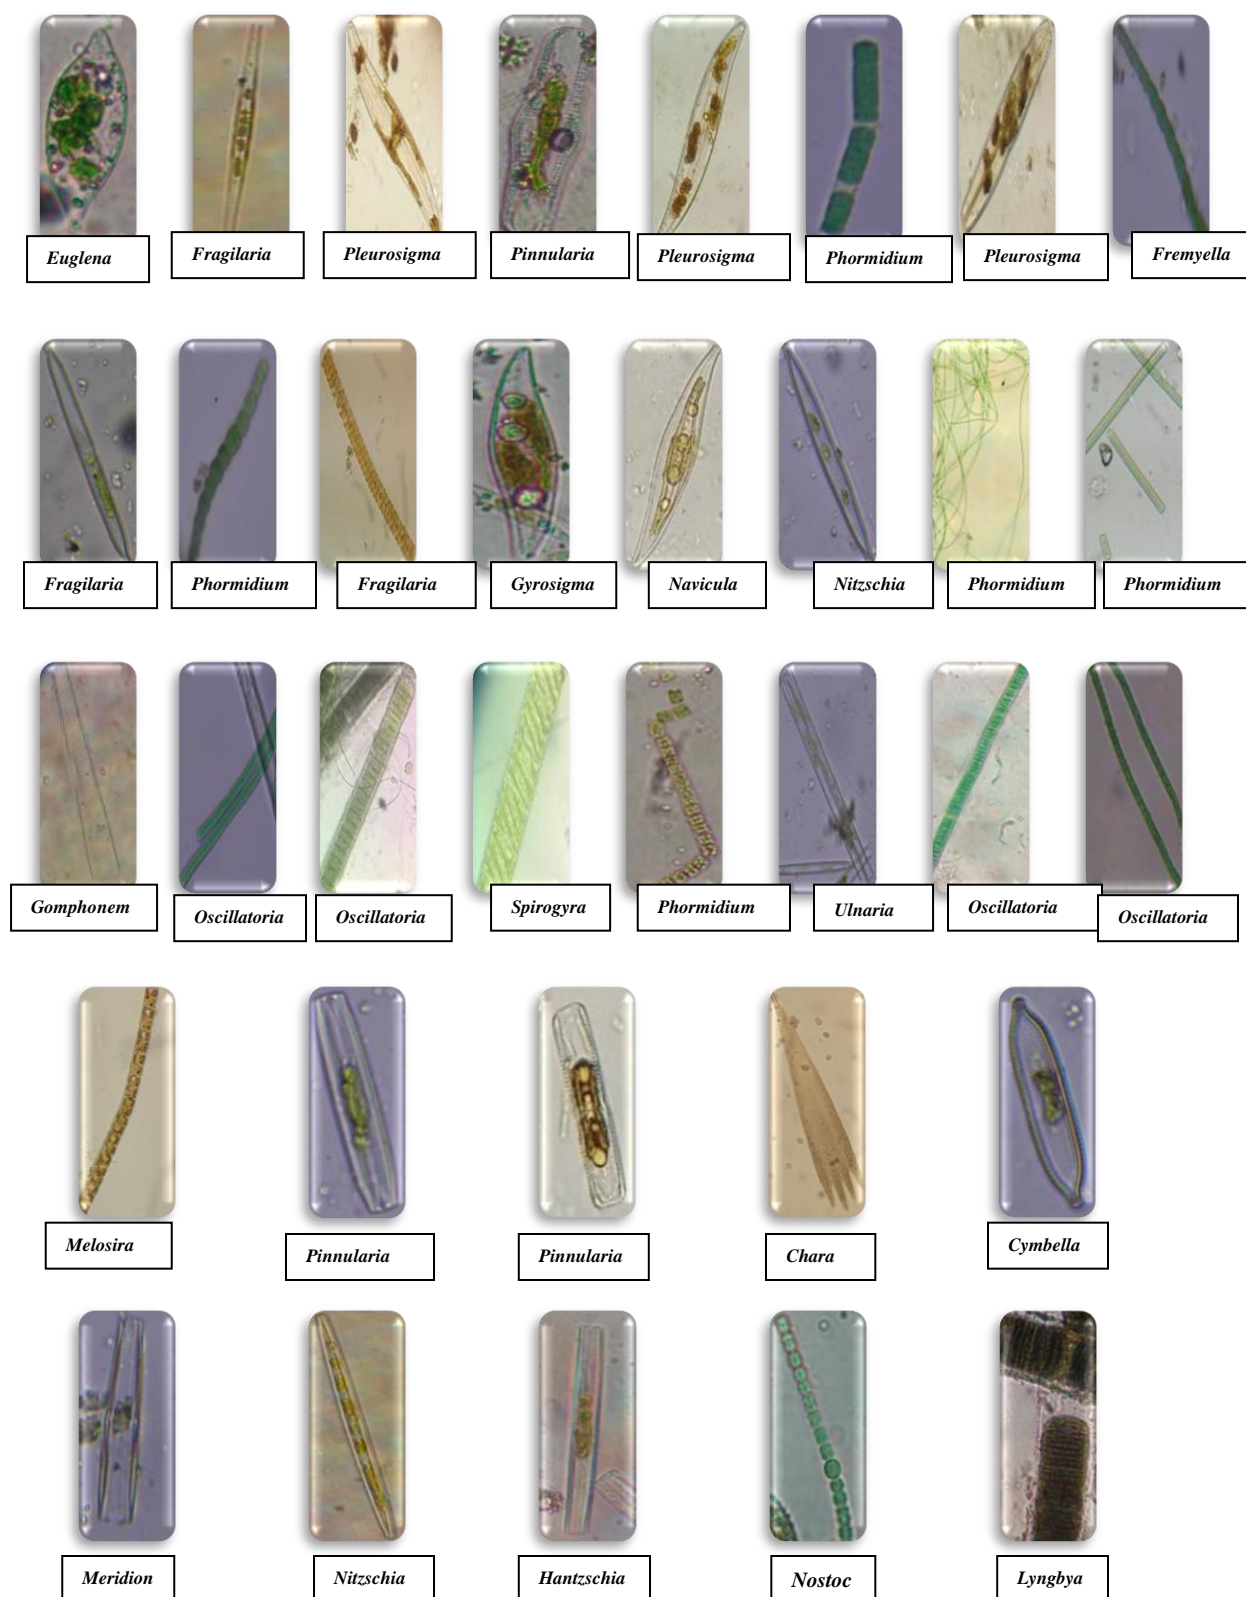 Euglena
Fragilaria
Pleurosigma
Pinnularia
Pleurosigma
Phormidium
Pleurosigma
Fremyella
Fragilaria
Phormidium
Fragilaria
Gyrosigma
Navicula
Nitzschia
Phormidium
Phormidium
Gomphonem
Oscillatoria
Oscillatoria
Spirogyra
Phormidium
Ulnaria
Oscillatoria
Oscillatoria
Melosira
Pinnularia
Pinnularia
Chara
Cymbella
Meridion
Nitzschia
Hantzschia
Nostoc
Lyngbya